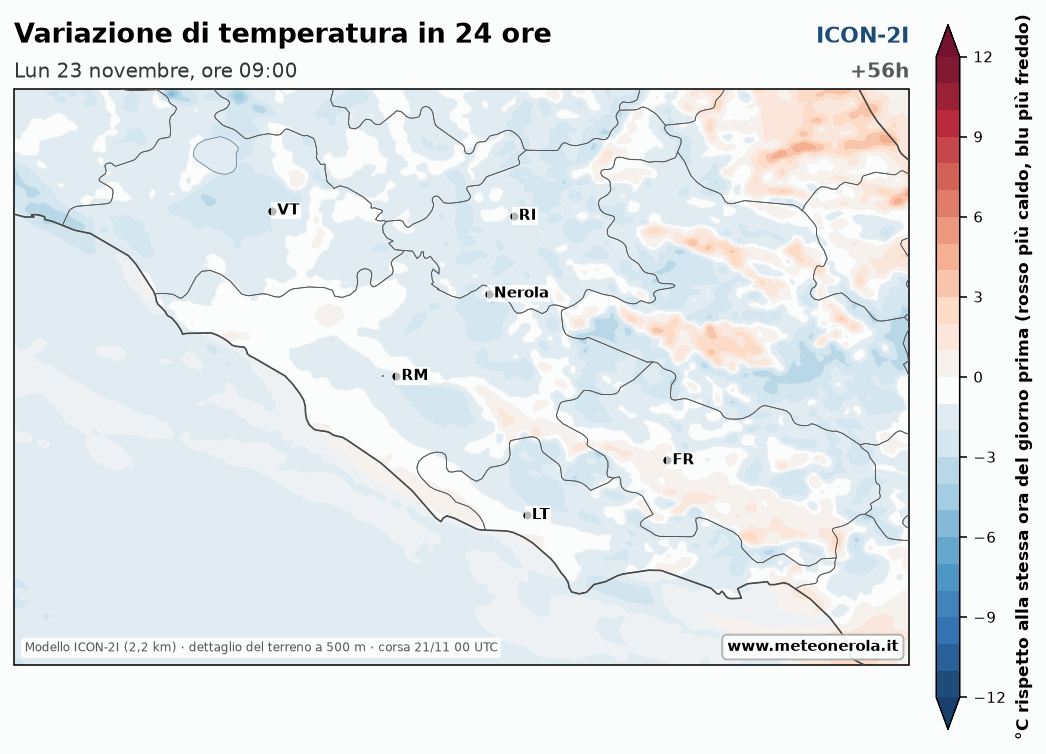 Variazione di temperatura in 24 ore
ICON-2I
Lun 23 novembre, ore 09:00
+56h
VT
RI
Nerola
RM
FR
LT
Modello ICON-2I (2,2 km) · dettaglio del terreno a 500 m · corsa 21/11 00 UTC
www.meteonerola.it
12
9
6
3
0
−3
−6
−9
−12
°C rispetto alla stessa ora del giorno prima (rosso più caldo, blu più freddo)